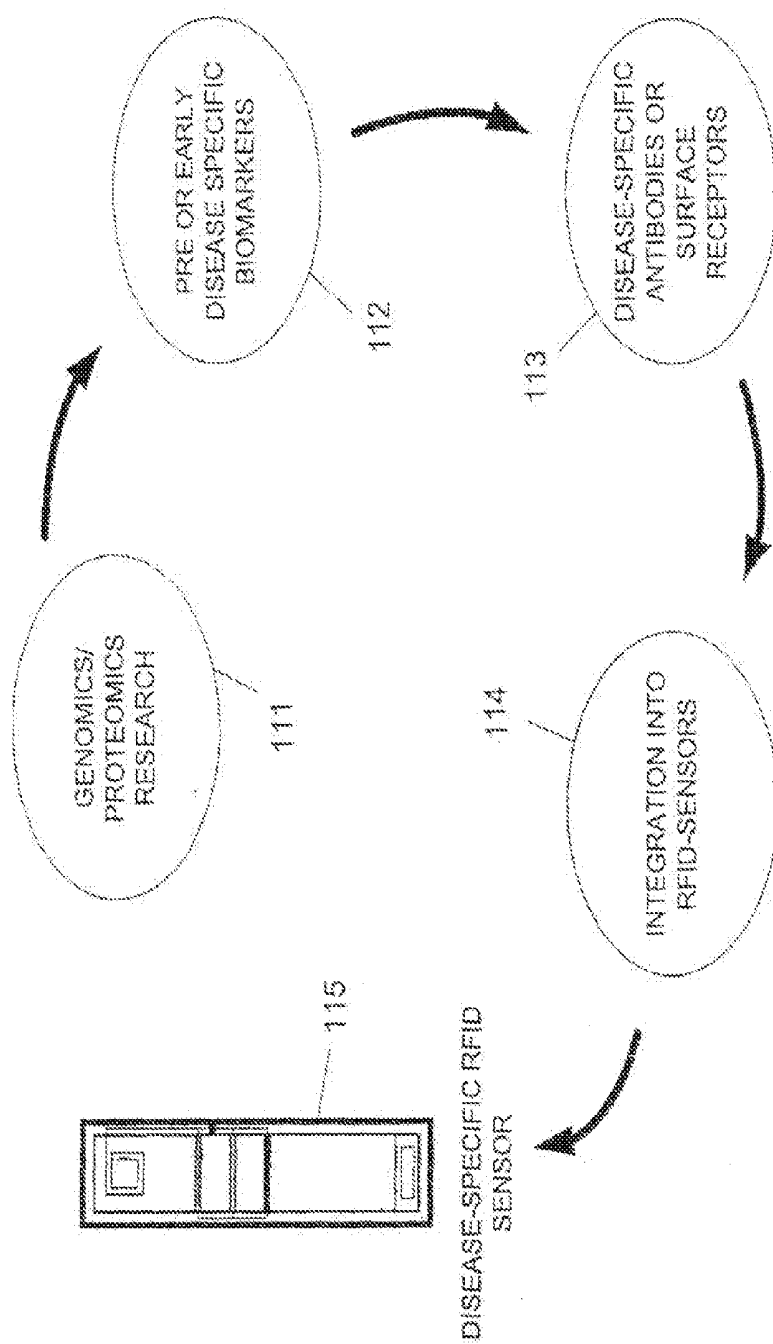 GENOMICS/
PROTEOMICS
RESEARCH
111
PRE OR EARLY
DISEASE SPECIFIC
BIOMARKERS
112
DISEASE-SPECIFIC
ANTIBODIES OR
SURFACE
RECEPTORS
113
INTEGRATION INTO
RFID-SENSORS
114
115
DISEASE-SPECIFIC RFID
SENSOR